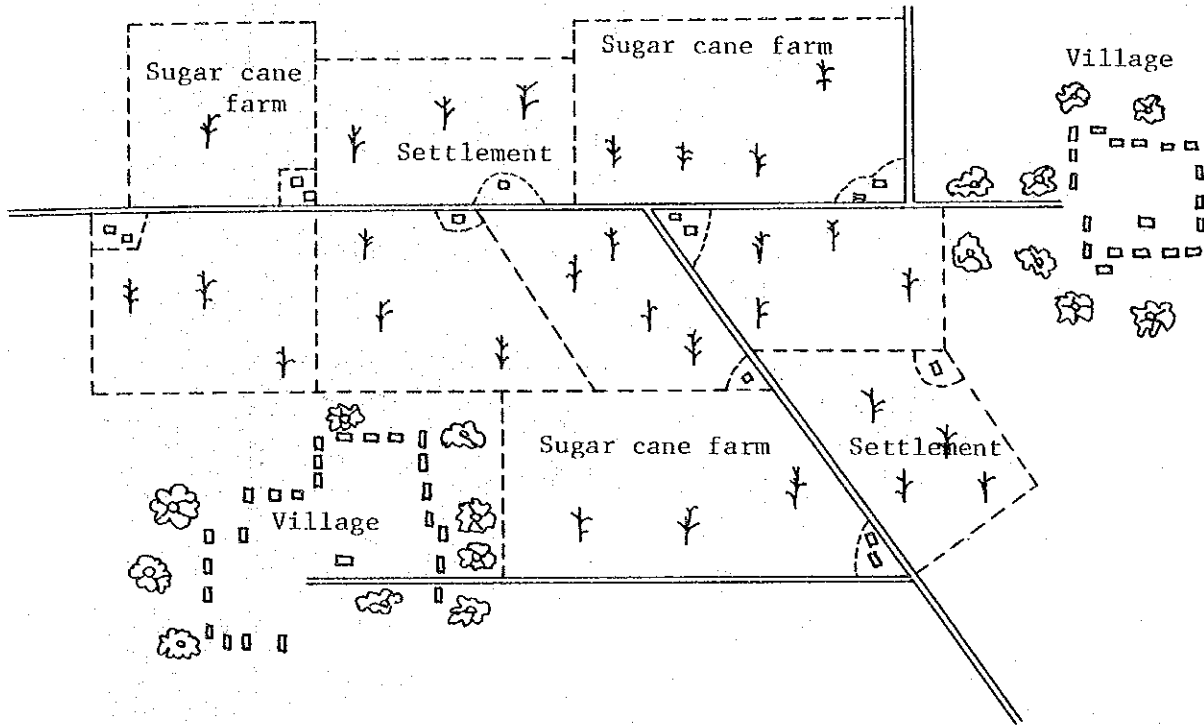 Sugar cane farm
Village
Sugar cane
farm
Settlement
Sugar cane farm
Settlement
Village